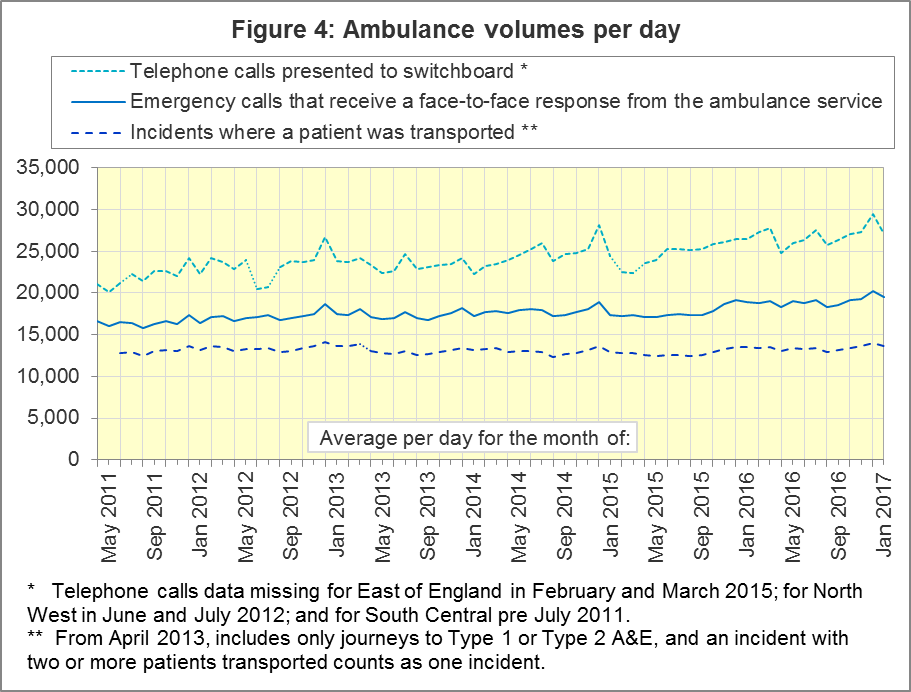 Figure 4: Ambulance volumes per day
Telephone calls presented to switchboard *
Emergency calls that receive a face-to-face response from the ambulance service
Incidents where a patient was transported **
35,000
30,000
25,000
20,000
15,000
10,000
5,000
0
Average per day for the month of:
May 2011
Sep 2011
Jan 2012
May 2012
Sep 2012
Jan 2013
May 2013
Sep 2013
Jan 2014
May 2014
Sep 2014
Jan 2015
May 2015
Sep 2015
Jan 2016
May 2016
Sep 2016
Jan 2017
* Telephone calls data missing for East of England in February and March 2015; for North
West in June and July 2012; and for South Central pre July 2011.
** From April 2013, includes only journeys to Type 1 or Type 2 A&E, and an incident with
two or more patients transported counts as one incident.